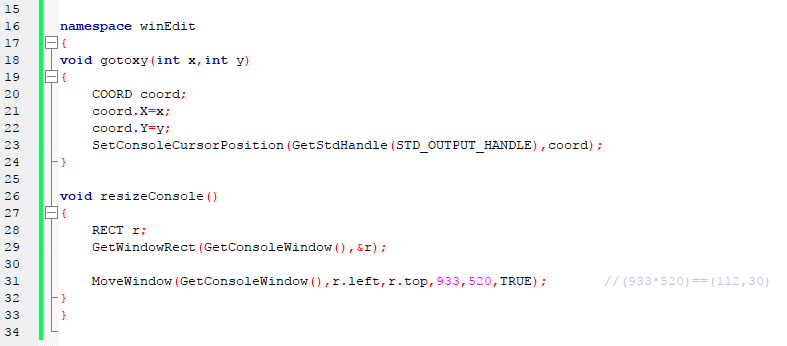 15
16 namespace winEdit
17 {
18 void gotoxy(int x,int y)
19 {
20     COORD coord;
21     coord.X=x;
22     coord.Y=y;
23     SetConsoleCursorPosition(GetStdHandle(STD_OUTPUT_HANDLE),coord);
24 }
25
26 void resizeConsole()
27 {
28     RECT r;
29     GetWindowRect(GetConsoleWindow(),&r);
30
31     MoveWindow(GetConsoleWindow(),r.left,r.top,933,520,TRUE);       //(933*520)==(112,30)
32 }
33 }
34